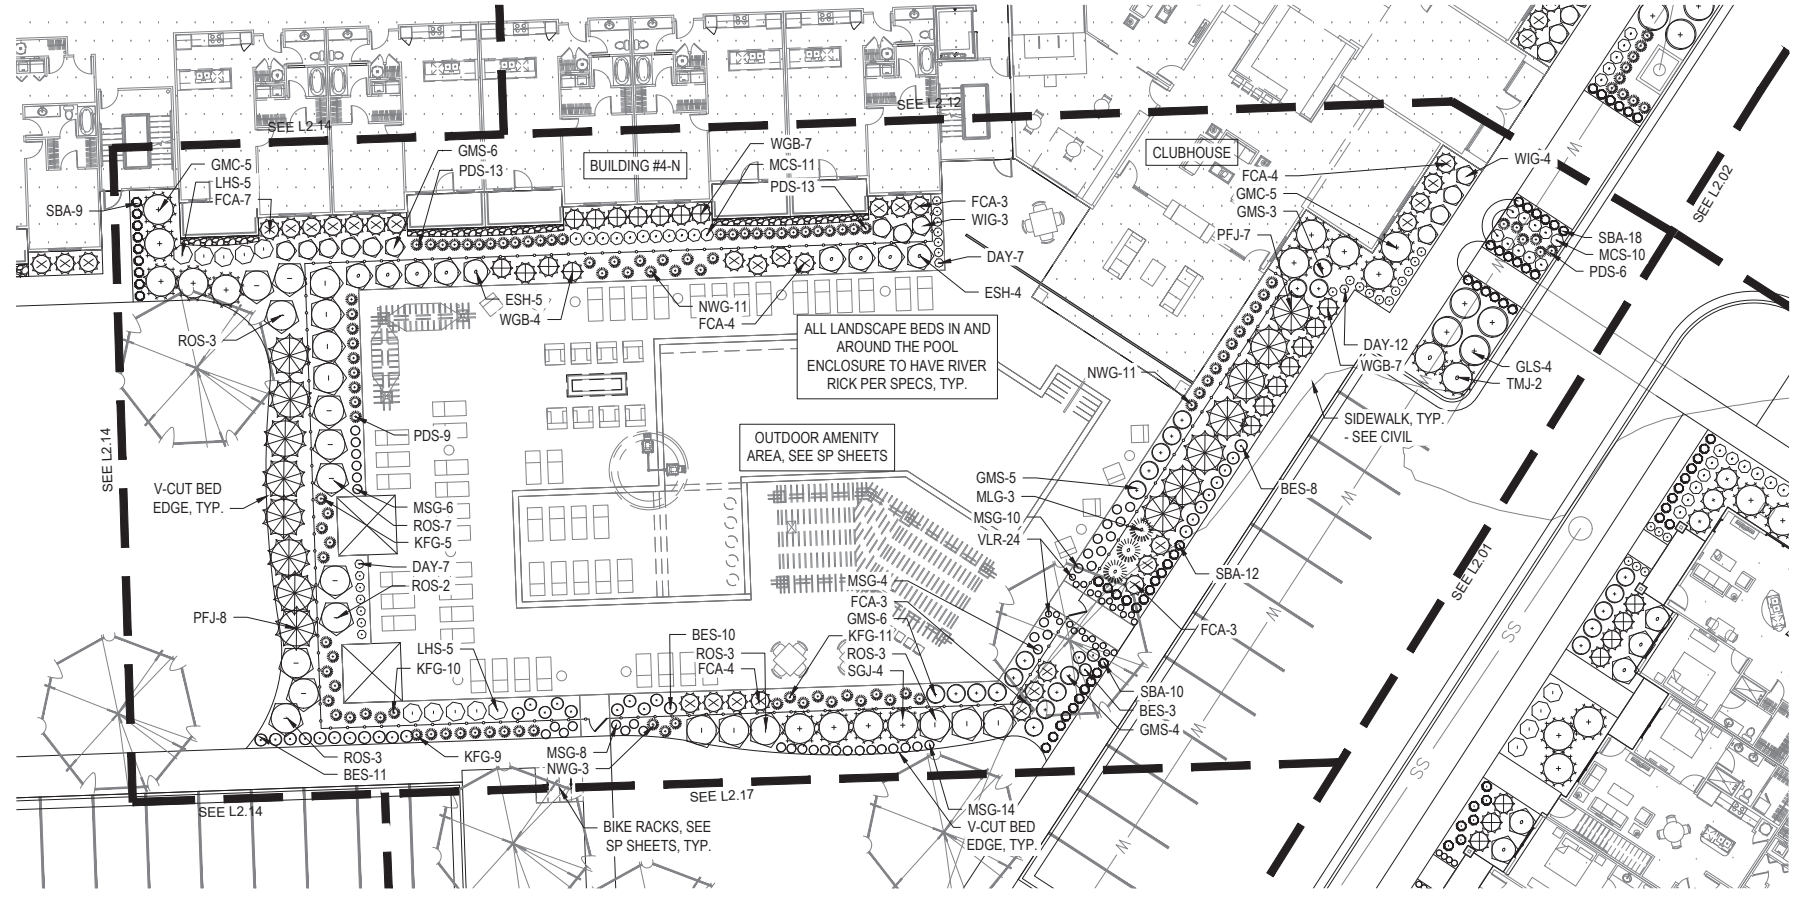 SEE L2.12
SEE L2.14
GMS-6
PDS-13
BUILDING #4-N
WGB-7
MCS-11
PDS-13
CLUBHOUSE
FCA-4
GMC-5
GMS-3
PFJ-7
WIG-4
SEE L2.02
GMC-5
LHS-5
FCA-7
SBA-9
FCA-3
WIG-3
DAY-7
ESH-4
SBA-18
MCS-10
PDS-6
ESH-5
WGB-4
NWG-11
FCA-4
ROS-3
ALL LANDSCAPE BEDS IN AND
AROUND THE POOL
ENCLOSURE TO HAVE RIVER
RICK PER SPECS, TYP.
NWG-11
DAY-12
WGB-7
GLS-4
TMJ-2
SIDEWALK, TYP.
- SEE CIVIL
PDS-9
OUTDOOR AMENITY
AREA, SEE SP SHEETS
SEE L2.14
V-CUT BED
EDGE, TYP.
MSG-6
ROS-7
KFG-5
GMS-5
MLG-3
MSG-10
VLR-24
BES-8
DAY-7
ROS-2
MSG-4
FCA-3
GMS-6
KFG-11
ROS-3
SGJ-4
SBA-12
SEE L2.01
PFJ-8
FCA-3
LHS-5
KFG-10
BES-10
ROS-3
FCA-4
SBA-10
BES-3
GMS-4
ROS-3
BES-11
KFG-9
MSG-8
NWG-3
SEE L2.14
SEE L2.17
MSG-14
V-CUT BED
EDGE, TYP.
BIKE RACKS, SEE
SP SHEETS, TYP.
W
W
W
W
W
W
W
SS
SS
SS